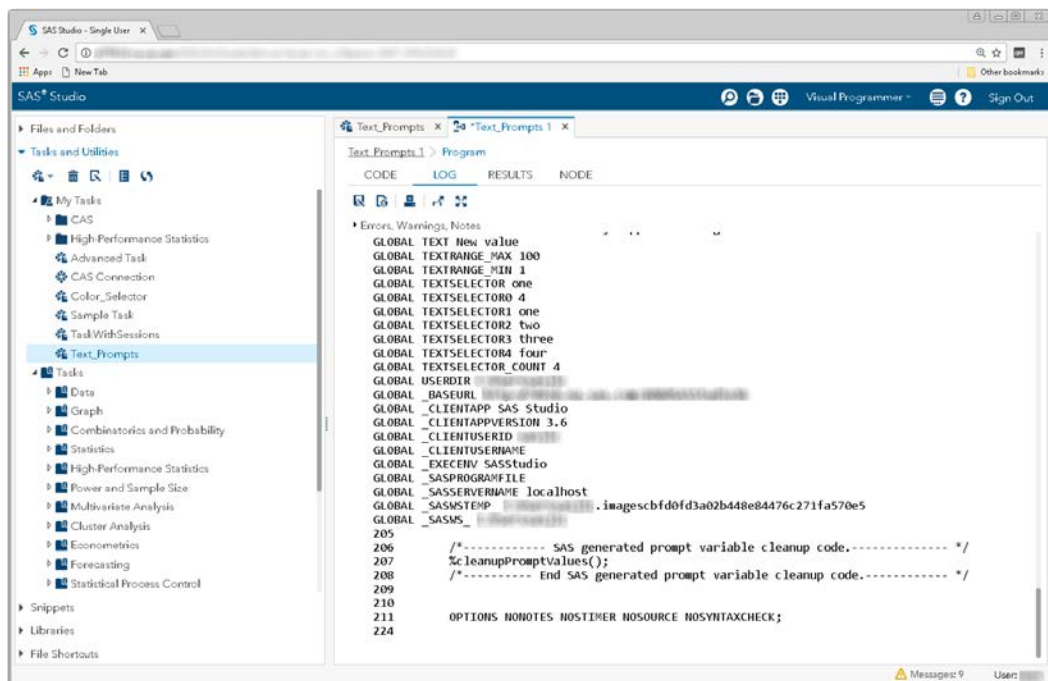 SAS Studio - Single User
Apps New Tab Other bookmarks
SAS® Studio Visual Programmer Sign Out
Files and Folders
Tasks and Utilities
My Tasks
CAS
High-Performance Statistics
Advanced Task
CAS Connection
Color_Selector
Sample Task
TaskWithSessions
Text_Prompts
Tasks
Data
Graph
Combinatorics and Probability
Statistics
High-Performance Statistics
Power and Sample Size
Multivariate Analysis
Cluster Analysis
Econometrics
Forecasting
Statistical Process Control
Snippets
Libraries
File Shortcuts
Text_Prompts *Text_Prompts 1
Text_Prompts 1 > Program
CODE LOG RESULTS NODE
Errors, Warnings, Notes
GLOBAL TEXT New value
GLOBAL TEXTRANGE_MAX 100
GLOBAL TEXTRANGE_MIN 1
GLOBAL TEXTSELECTOR one
GLOBAL TEXTSELECTOR0 4
GLOBAL TEXTSELECTOR1 one
GLOBAL TEXTSELECTOR2 two
GLOBAL TEXTSELECTOR3 three
GLOBAL TEXTSELECTOR4 four
GLOBAL TEXTSELECTOR_COUNT 4
GLOBAL USERDIR
GLOBAL _BASEURL
GLOBAL _CLIENTAPP SAS Studio
GLOBAL _CLIENTAPPVERSION 3.6
GLOBAL _CLIENTUSERID
GLOBAL _CLIENTUSERNAME
GLOBAL _EXECENV SASStudio
GLOBAL _SASPROGRAMFILE
GLOBAL _SASSERVERNAME localhost
GLOBAL _SASWSTEMP_ .imagescbfd0fd3a02b448e84476c271fa570e5
GLOBAL _SASWS_
205
206 /*------------ SAS generated prompt variable cleanup code.-------------- */
207 %cleanupPromptValues();
208 /*---------- End SAS generated prompt variable cleanup code.------------ */
209
210
211 OPTIONS NONOTES NOSTIMER NOSOURCE NOSYNTAXCHECK;
224
Messages: 9 User: